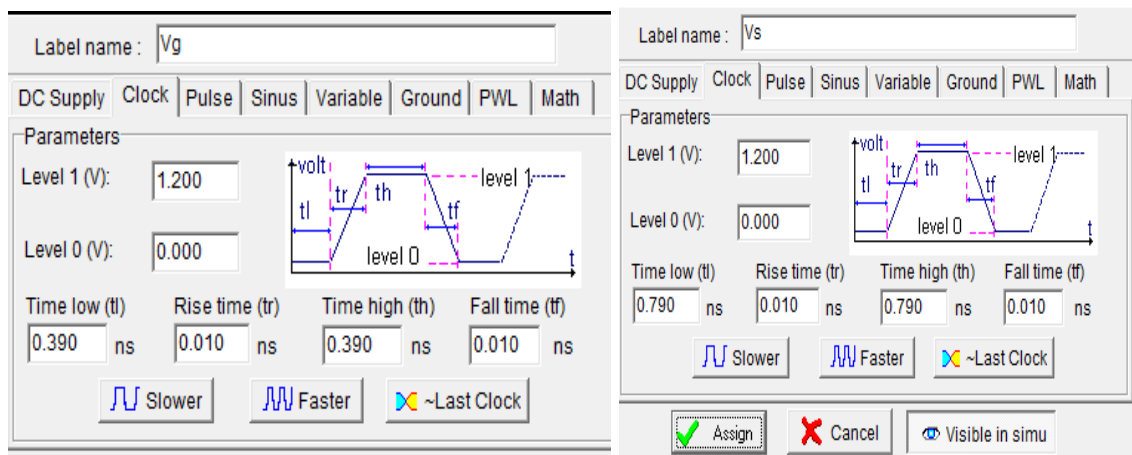 Label name : Vg
DC Supply Clock Pulse Sinus Variable Ground PWL Math
Parameters
Level 1 (V): 1.200
Level 0 (V): 0.000
volt
tl
tr
th
tf
level 1
level 0
t
Time low (tl) Rise time (tr) Time high (th) Fall time (tf)
0.390 ns 0.010 ns 0.390 ns 0.010 ns
Slower Faster ~Last Clock
Label name : Vs
DC Supply Clock Pulse Sinus Variable Ground PWL Math
Parameters
Level 1 (V): 1.200
Level 0 (V): 0.000
volt
tl
tr
th
tf
level 1
level 0
t
Time low (tl) Rise time (tr) Time high (th) Fall time (tf)
0.790 ns 0.010 ns 0.790 ns 0.010 ns
Slower Faster ~Last Clock
Assign Cancel Visible in simu